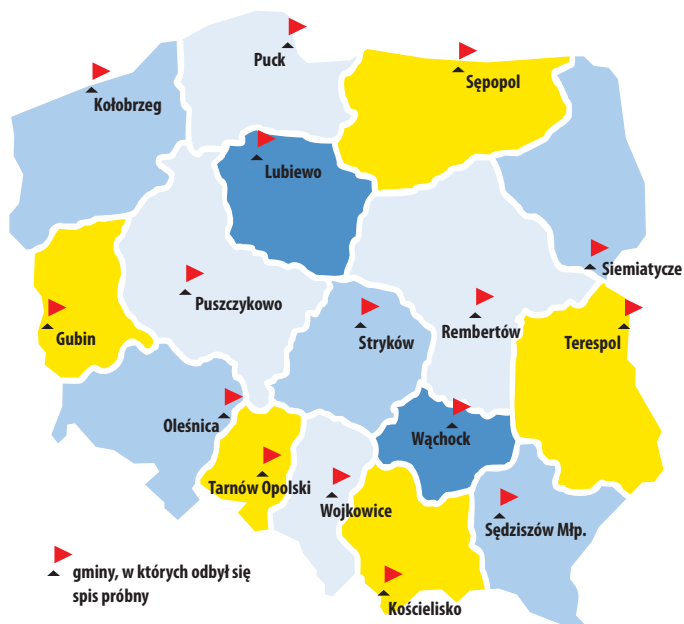 Puck
Sępopol
Kołobrzeg
Lubiewo
Siemiatycze
Puszczykowo
Rembertów
Gubin
Stryków
Terespol
Oleśnica
Wąchock
Tarnów Opolski
Wojkowice
Sędziszów Młp.
gminy, w których odbył się
spis próbny
Kościelisko